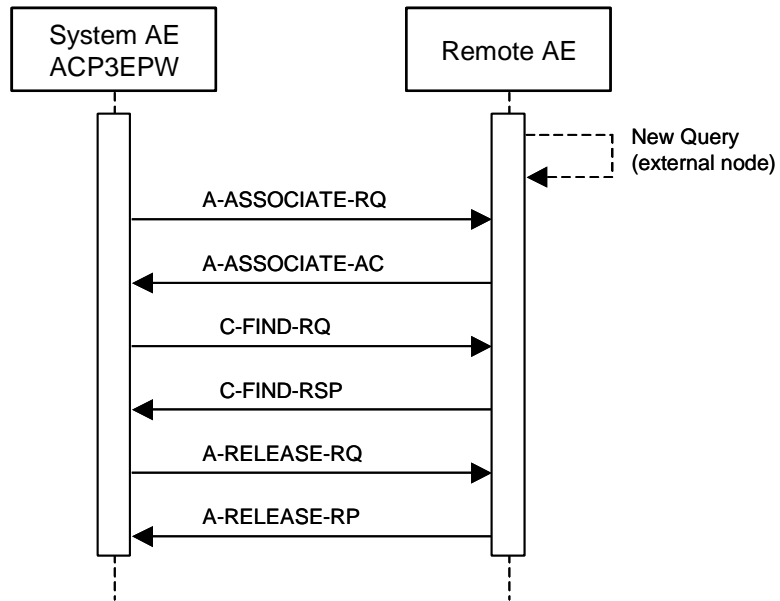 System AE
ACP3EPW
Remote AE
New Query
(external node)
A-ASSOCIATE-RQ
A-ASSOCIATE-AC
C-FIND-RQ
C-FIND-RSP
A-RELEASE-RQ
A-RELEASE-RP